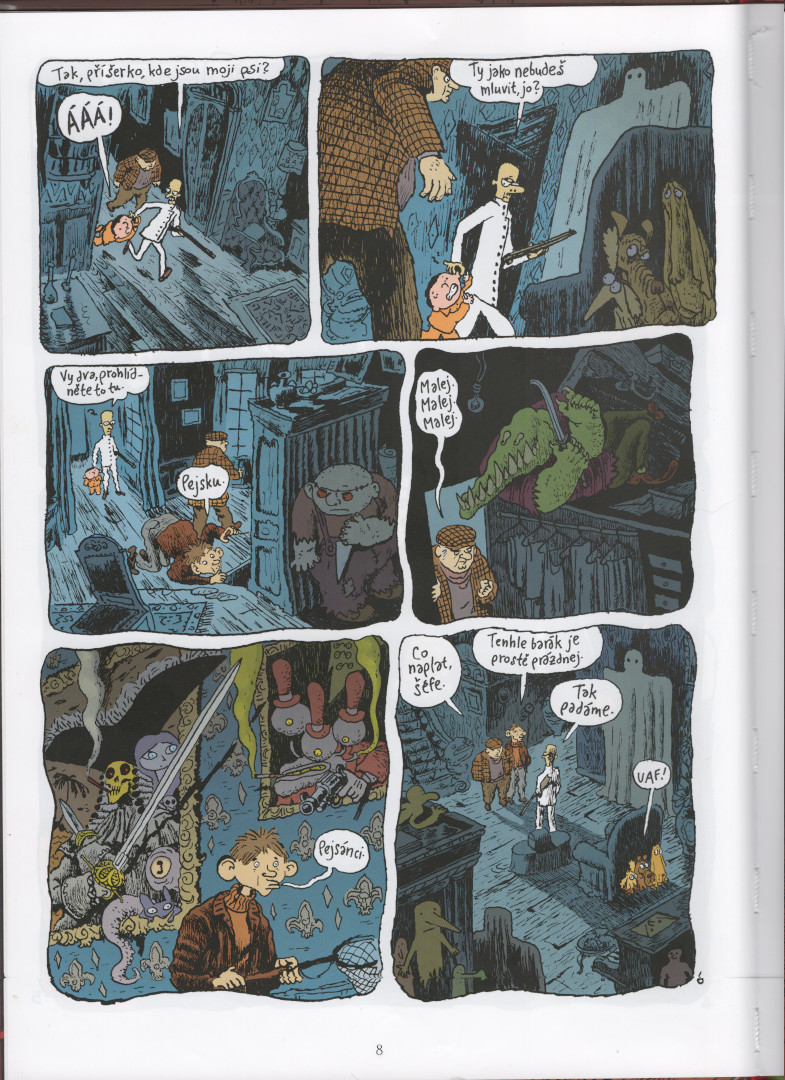 Tak, příšerko, kde jsou moji psi?
ÁÁÁ!
Ty jako nebudeš
mluvit, jo?
Vy dva, prohlíd-
něte to tu.
Pejsku.
Malej.
Malej.
Malej.
Pejsánci.
Co
naplat,
šéfe.
Tenhle barák je
prostě prázdnej.
Tak
padáme.
UAF!
6
8